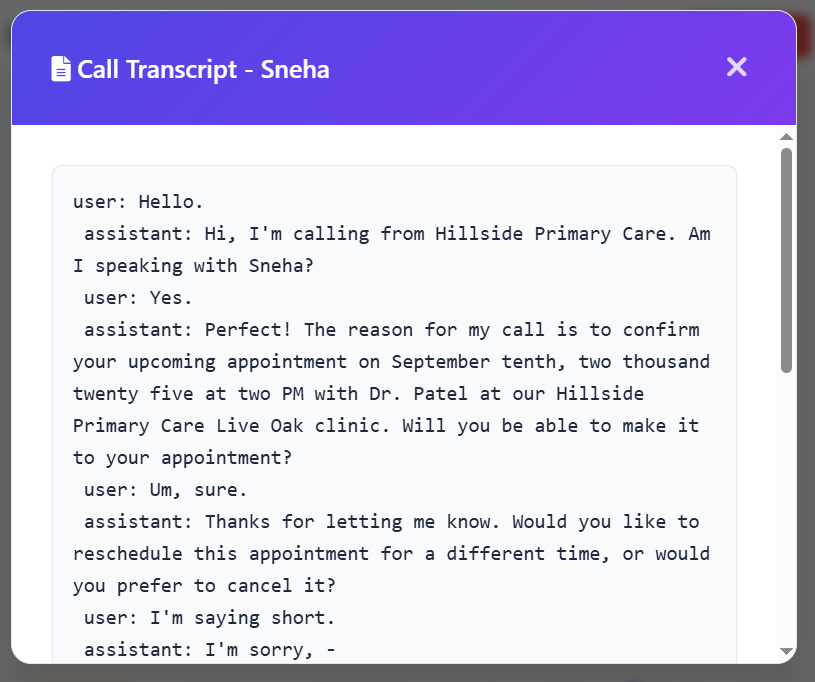 Call Transcript - Sneha
user: Hello.
assistant: Hi, I'm calling from Hillside Primary Care. Am
I speaking with Sneha?
user: Yes.
assistant: Perfect! The reason for my call is to confirm
your upcoming appointment on September tenth, two thousand
twenty five at two PM with Dr. Patel at our Hillside
Primary Care Live Oak clinic. Will you be able to make it
to your appointment?
user: Um, sure.
assistant: Thanks for letting me know. Would you like to
reschedule this appointment for a different time, or would
you prefer to cancel it?
user: I'm saying short.
assistant: I'm sorry, -